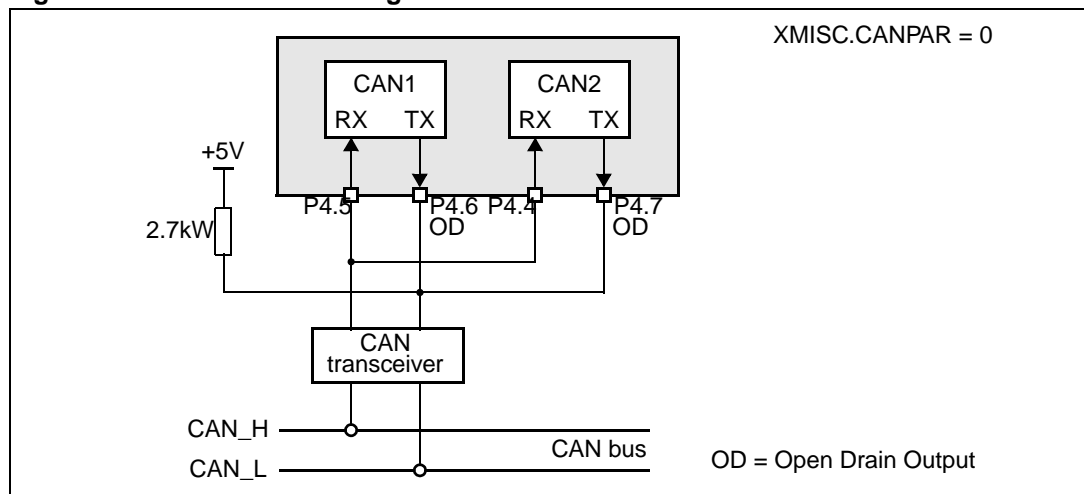 XMISC.CANPAR = 0
CAN1
CAN2
RX TX
RX TX
+5V
P4.5
P4.6
OD
P4.4
P4.7
OD
2.7kW
CAN
transceiver
CAN_H
CAN bus
CAN_L
OD = Open Drain Output